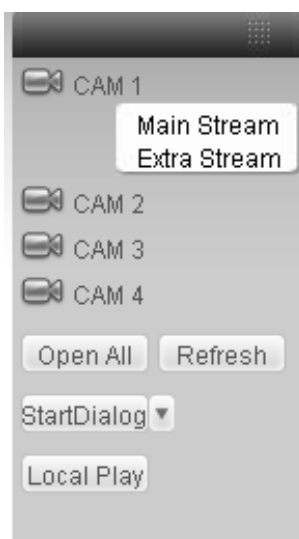 CAM 1
Main Stream
Extra Stream
CAM 2
CAM 3
CAM 4
Open All Refresh
StartDialog
Local Play